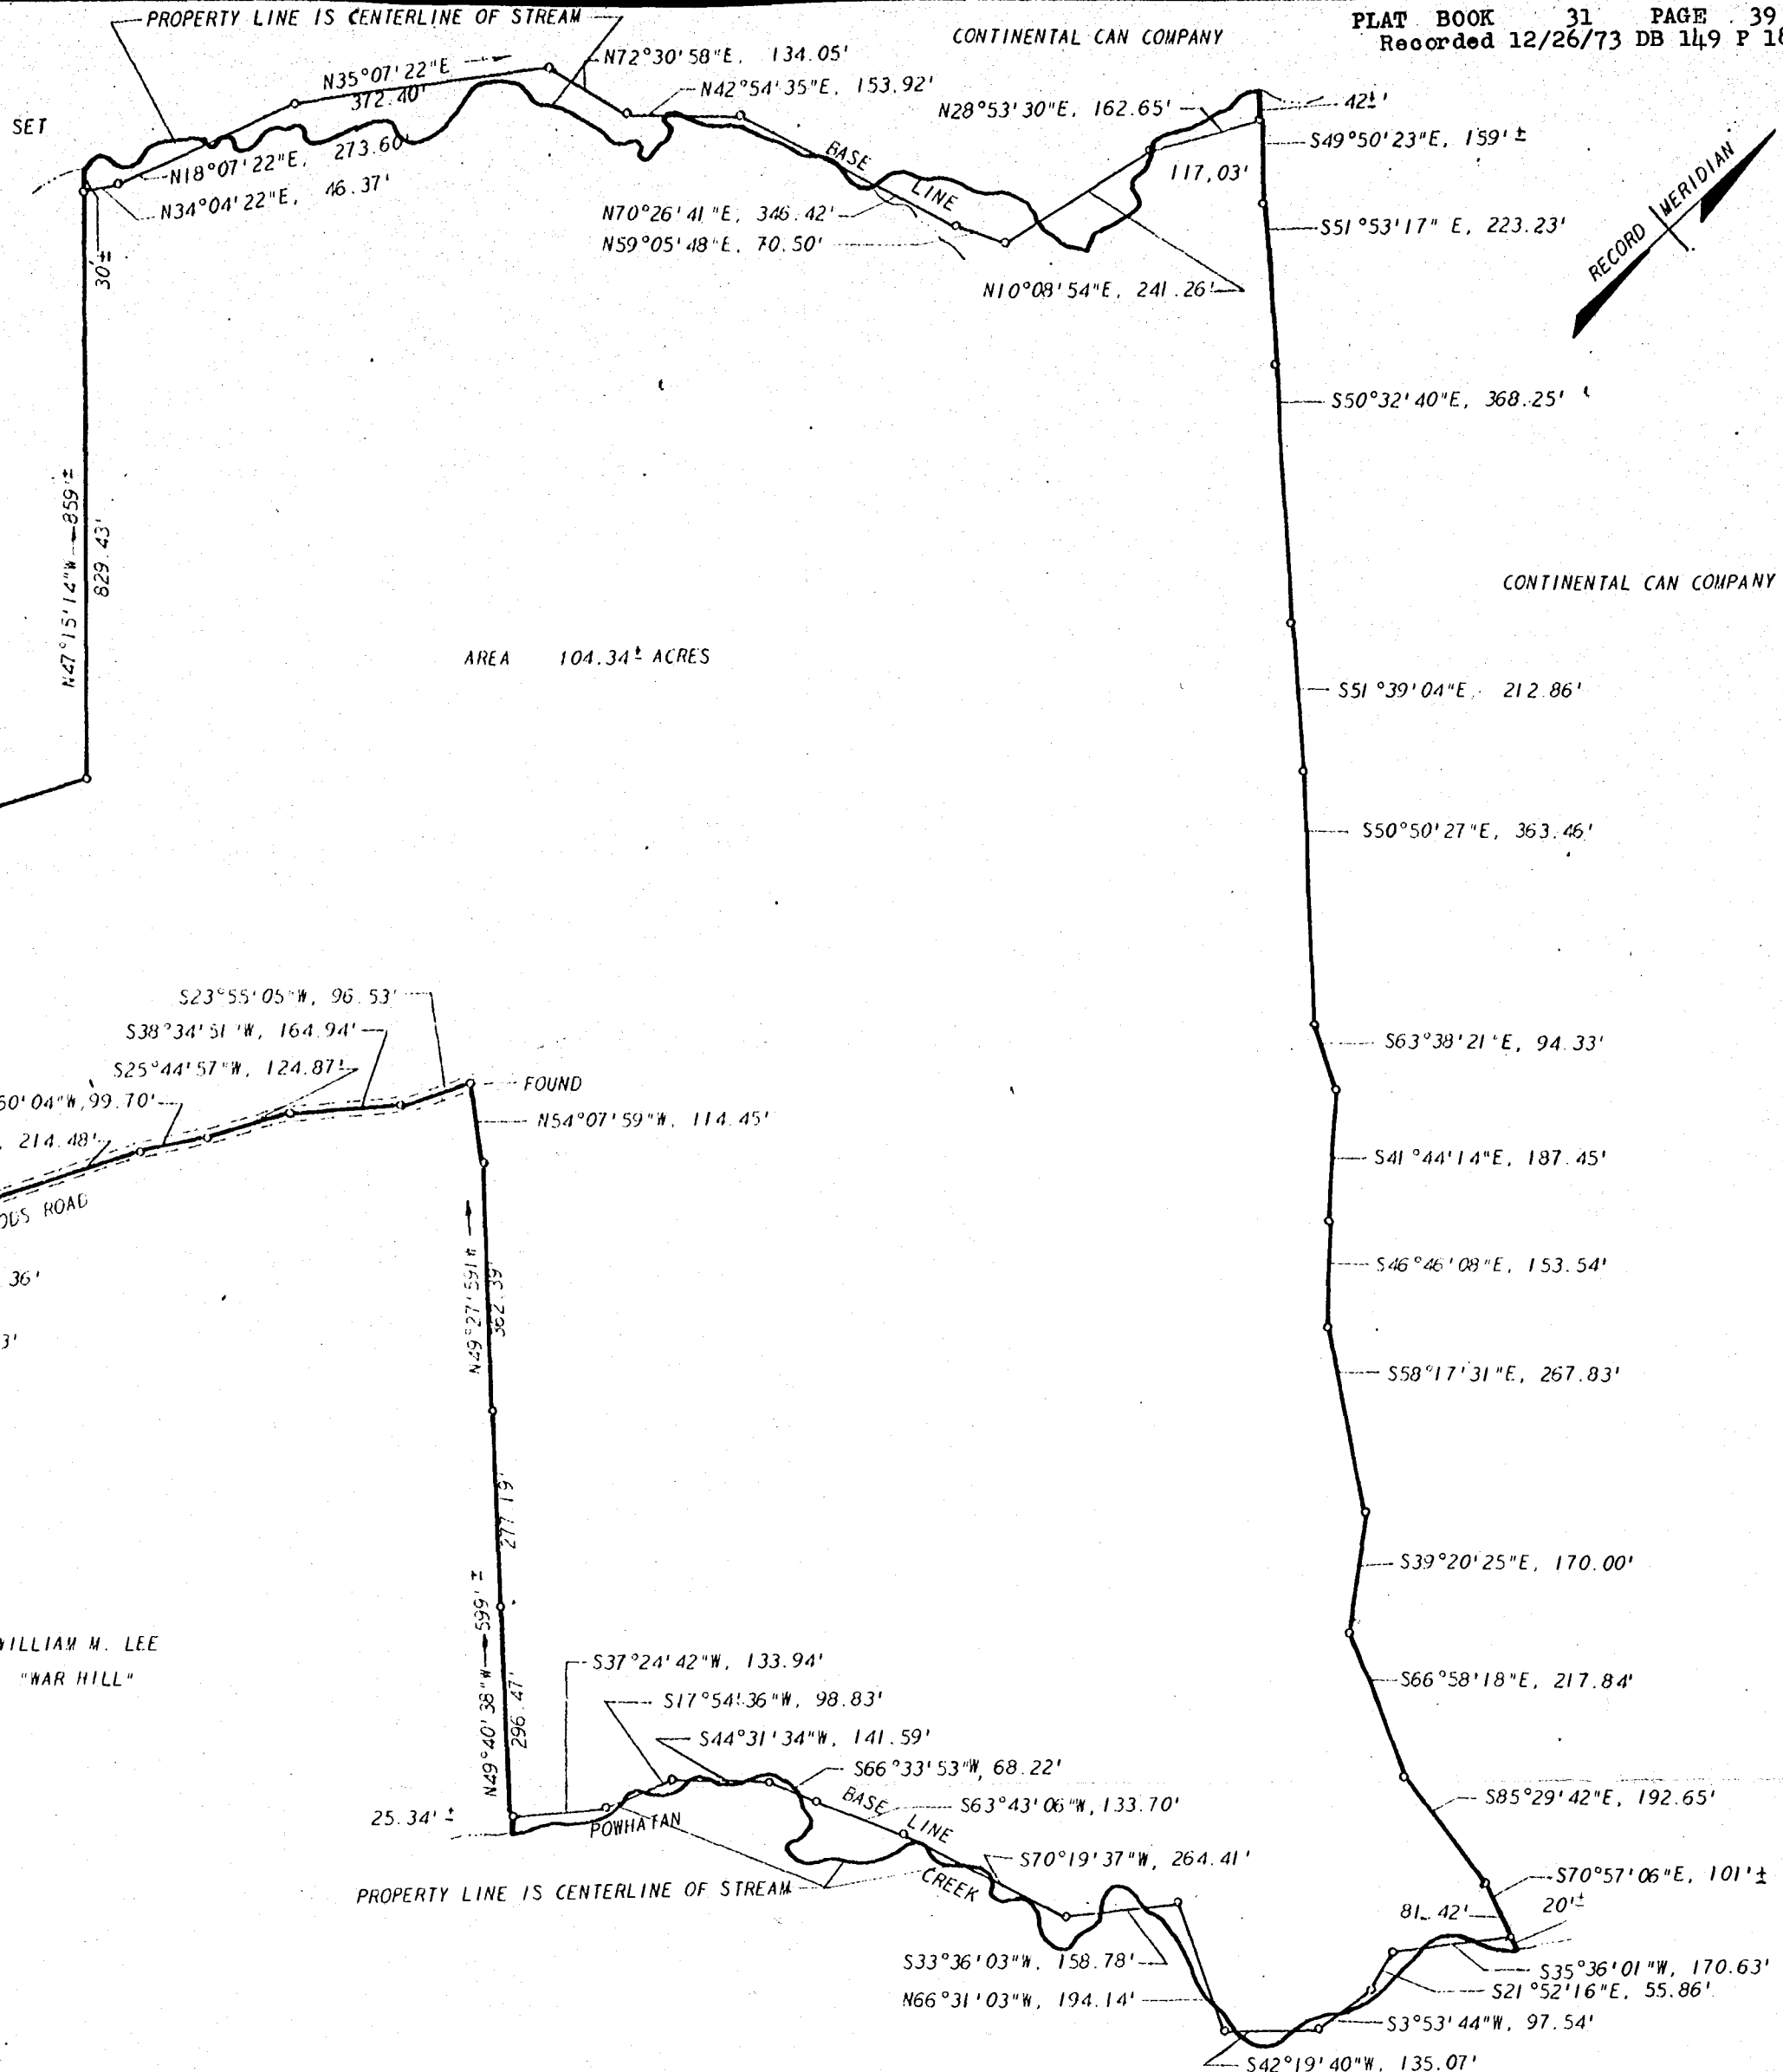 PROPERTY LINE IS CENTERLINE OF STREAM
PLAT BOOK 31 PAGE 39
Recorded 12/26/73 DB 149 P
CONTINENTAL CAN COMPANY
N35°07'22"E
372.40'
N72°30'58"E, 134.05'
N42°54'35"E, 153.92'
N28°53'30"E, 162.65'
42'±
SET
N18°07'22"E, 273.60'
N34°04'22"E, 46.37'
30'±
BASE LINE
117,03'
S49°50'23"E, 159'±
N70°26'41"E, 346.42'
N59°05'48"E, 70.50'
S51°53'17"E, 223.23'
RECORD MERIDIAN
N10°08'54"E, 241.26'
S50°32'40"E, 368.25'
N47°15'14"W 859'±
829.43'
CONTINENTAL CAN COMPANY
AREA 104.34± ACRES
S51°39'04"E, 212.86'
S50°50'27"E, 363.46'
S23°55'05"W, 96.53'
S38°34'51"W, 164.94'
S25°44'57"W, 124.87'
04"W, 99.70'
214.48'
FOUND
N54°07'59"W, 114.45'
S63°38'21"E, 94.33'
S41°44'14"E, 187.45'
ROAD
36'
3'
N49°27'59"W
362.39'
S46°46'08"E, 153.54'
S58°17'31"E, 267.83'
277.19'
S39°20'25"E, 170.00'
N49°40'38"W 599'±
296.47'
WILLIAM M. LEE
"WAR HILL"
S37°24'42"W, 133.94'
S17°54'36"W, 98.83'
S44°31'34"W, 141.59'
S66°33'53"W, 68.22'
S66°58'18"E, 217.84'
25.34'±
POWHATAN
BASE LINE
S63°43'06"W, 133.70'
S85°29'42"E, 192.65'
S70°19'37"W, 264.41'
CREEK
PROPERTY LINE IS CENTERLINE OF STREAM
S70°57'06"E, 101'±
81.42'
20'±
S33°36'03"W, 158.78'
N66°31'03"W, 194.14'
S35°36'01"W, 170.63'
S21°52'16"E, 55.86'
S3°53'44"W, 97.54'
S42°19'40"W, 135.07'